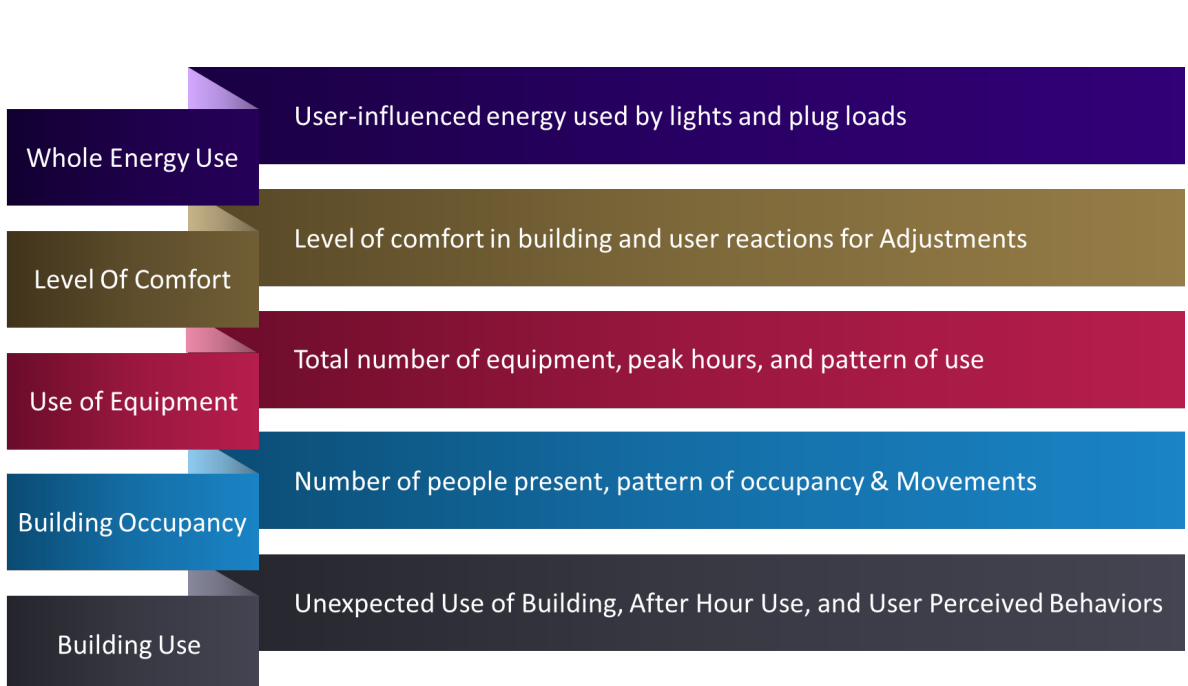 User-influenced energy used by lights and plug loads
Whole Energy Use
Level of comfort in building and user reactions for Adjustments
Level Of Comfort
Total number of equipment, peak hours, and pattern of use
Use of Equipment
Number of people present, pattern of occupancy & Movements
Building Occupancy
Unexpected Use of Building, After Hour Use, and User Perceived Behaviors
Building Use